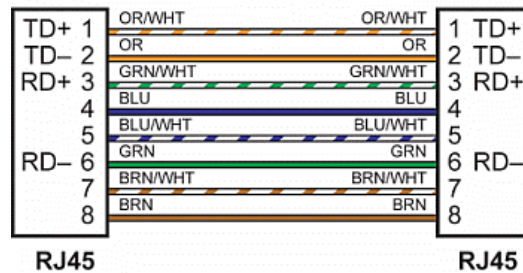 OR/WHT OR/WHT
TD+ 1 1 TD+
OR OR
TD– 2 2 TD–
GRN/WHT GRN/WHT
RD+ 3 3 RD+
BLU BLU
4 4
BLU/WHT BLU/WHT
5 5
GRN GRN
RD– 6 6 RD–
BRN/WHT BRN/WHT
7 7
BRN BRN
8 8
RJ45 RJ45